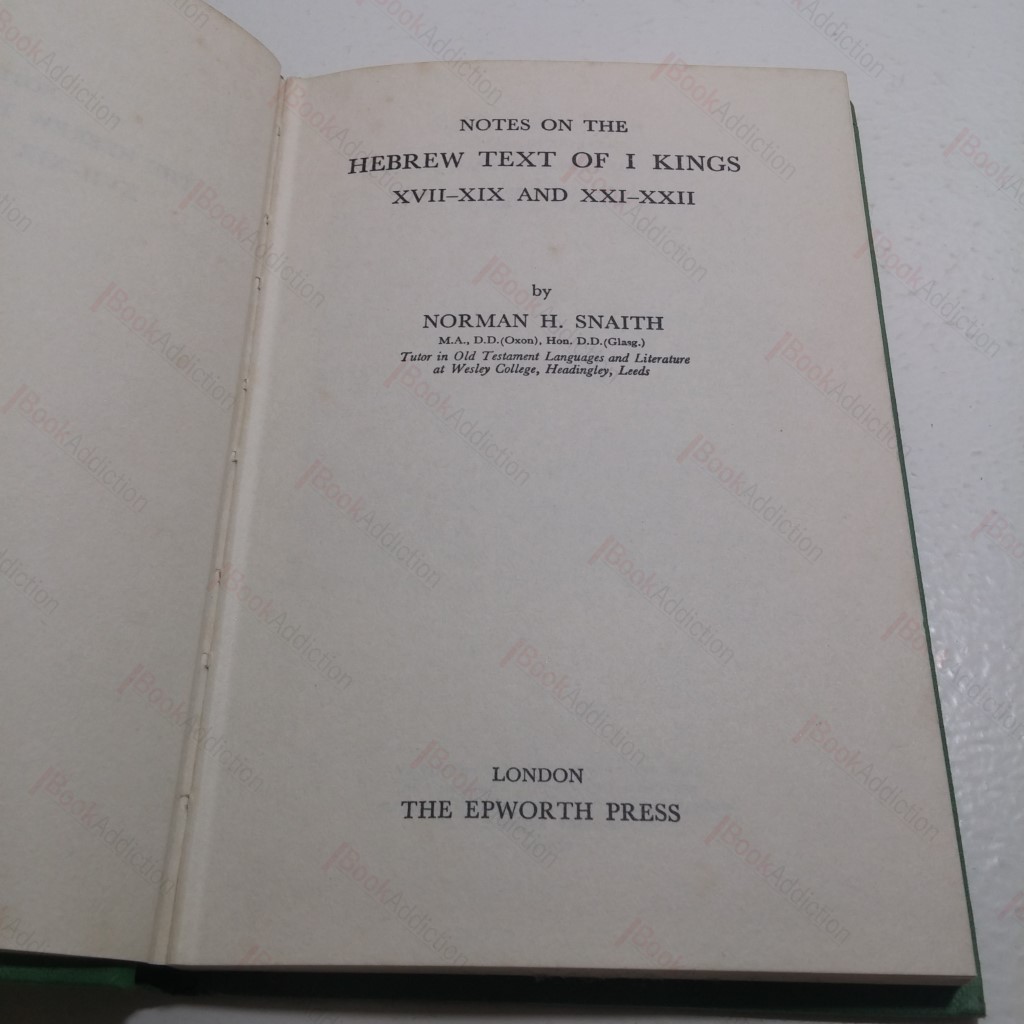 NOTES ON THE
HEBREW TEXT OF I KINGS
XVII–XIX AND XXI–XXII
by
NORMAN H. SNAITH
M.A., D.D.(Oxon), Hon. D.D.(Glasg.)
Tutor in Old Testament Languages and Literature
at Wesley College, Headingley, Leeds
LONDON
THE EPWORTH PRESS
BookAddiction